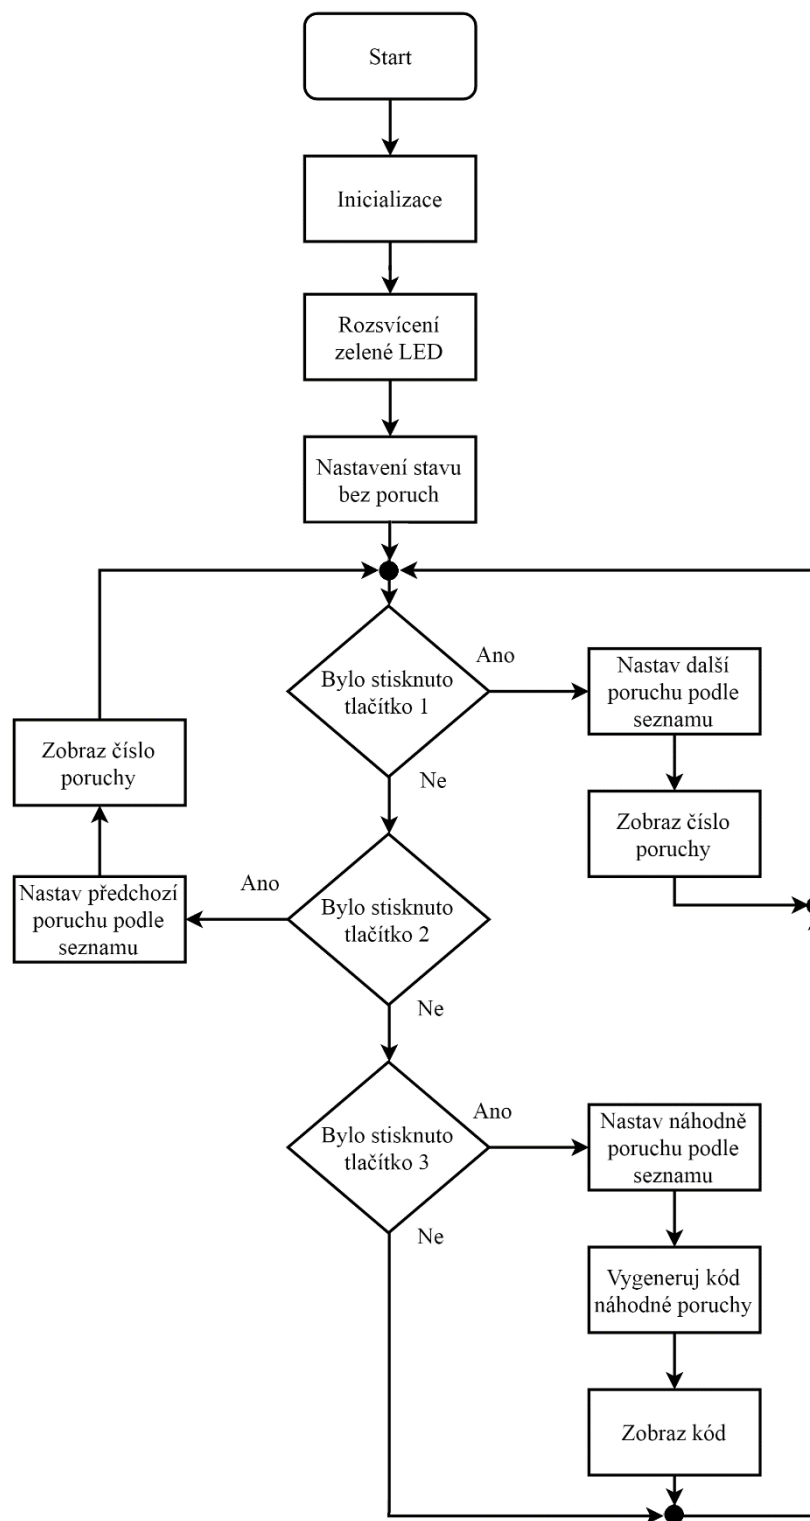 Start
Inicializace
Rozsvícení
zelené LED
Nastavení stavu
bez poruch
Bylo stisknuto
tlačítko 1
Ano
Nastav další
poruchu podle
seznamu
Zobraz číslo
poruchy
Ne
Bylo stisknuto
tlačítko 2
Ano
Nastav předchozí
poruchu podle
seznamu
Zobraz číslo
poruchy
Ne
Bylo stisknuto
tlačítko 3
Ano
Nastav náhodně
poruchu podle
seznamu
Vygeneruj kód
náhodné poruchy
Zobraz kód
Ne